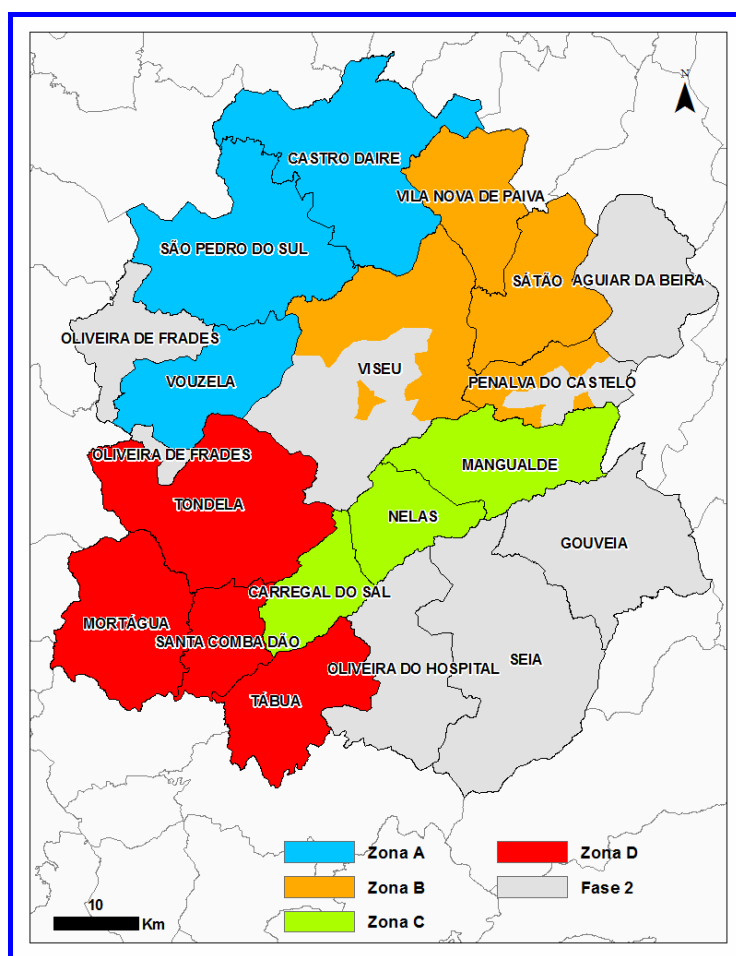 N
CASTRO DAIRE
VILA NOVA DE PAIVA
SÃO PEDRO DO SUL
SÁTÃO
AGUIAR DA BEIRA
OLIVEIRA DE FRADES
VISEU
VOUZELA
PENALVA DO CASTELO
OLIVEIRA DE FRADES
MANGUALDE
TONDELA
NELAS
GOUVEIA
CARREGAL DO SAL
MORTÁGUA
SANTA COMBA DÃO
SEIA
OLIVEIRA DO HOSPITAL
TÁBUA
Zona A
Zona D
Zona B
Fase 2
Zona C
10
Km